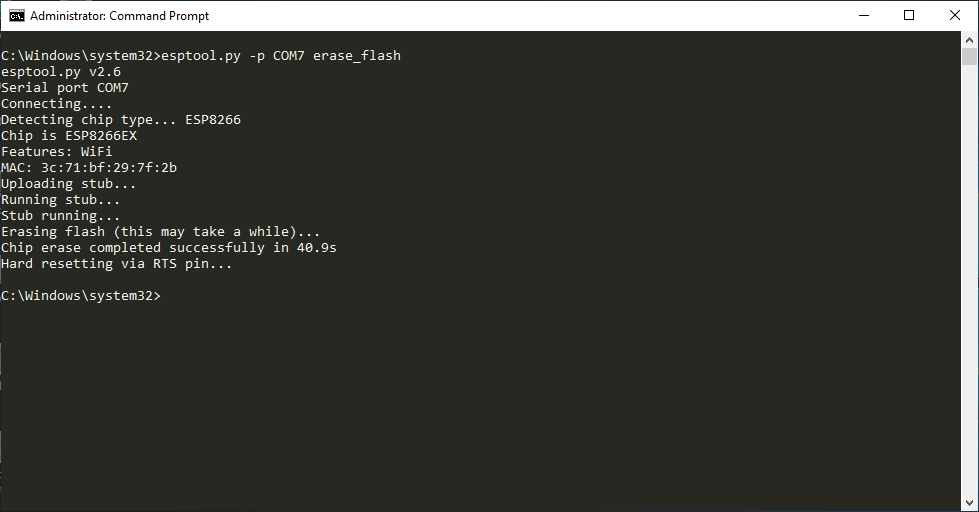 Administrator: Command Prompt
C:\Windows\system32>esptool.py -p COM7 erase_flash
esptool.py v2.6
Serial port COM7
Connecting....
Detecting chip type... ESP8266
Chip is ESP8266EX
Features: WiFi
MAC: 3c:71:bf:29:7f:2b
Uploading stub...
Running stub...
Stub running...
Erasing flash (this may take a while)...
Chip erase completed successfully in 40.9s
Hard resetting via RTS pin...
C:\Windows\system32>